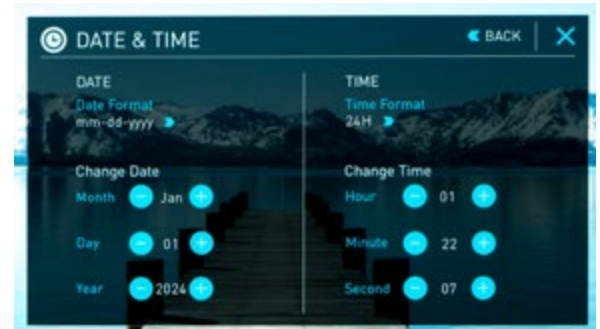 DATE & TIME
BACK
DATE
Date Format
mm-dd-yyyy
Change Date
Month Jan
Day 01
Year 2024
TIME
Time Format
24H
Change Time
Hour 01
Minute 22
Second 07